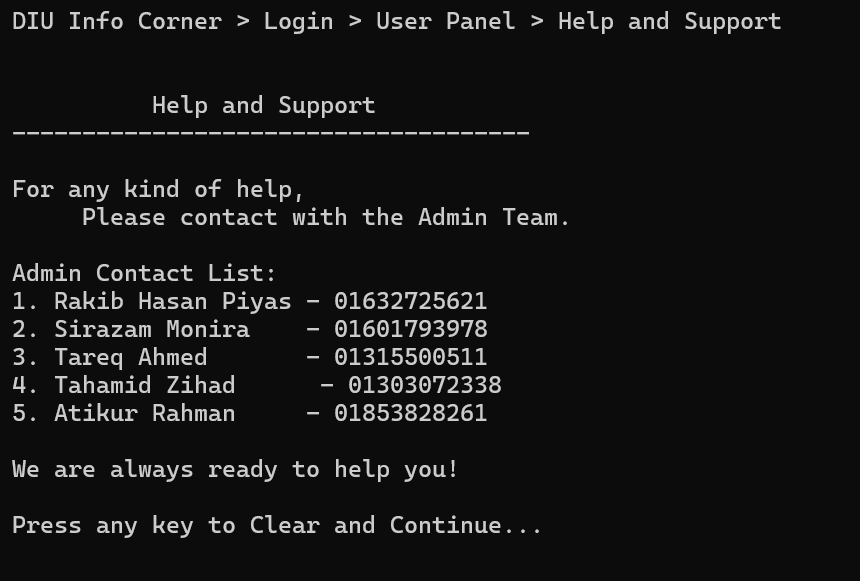 DIU Info Corner > Login > User Panel > Help and Support
Help and Support
-------------------------------------
For any kind of help,
Please contact with the Admin Team.
Admin Contact List:
1. Rakib Hasan Piyas - 01632725621
2. Sirazam Monira    - 01601793978
3. Tareq Ahmed       - 01315500511
4. Tahamid Zihad      - 01303072338
5. Atikur Rahman     - 01853828261
We are always ready to help you!
Press any key to Clear and Continue...